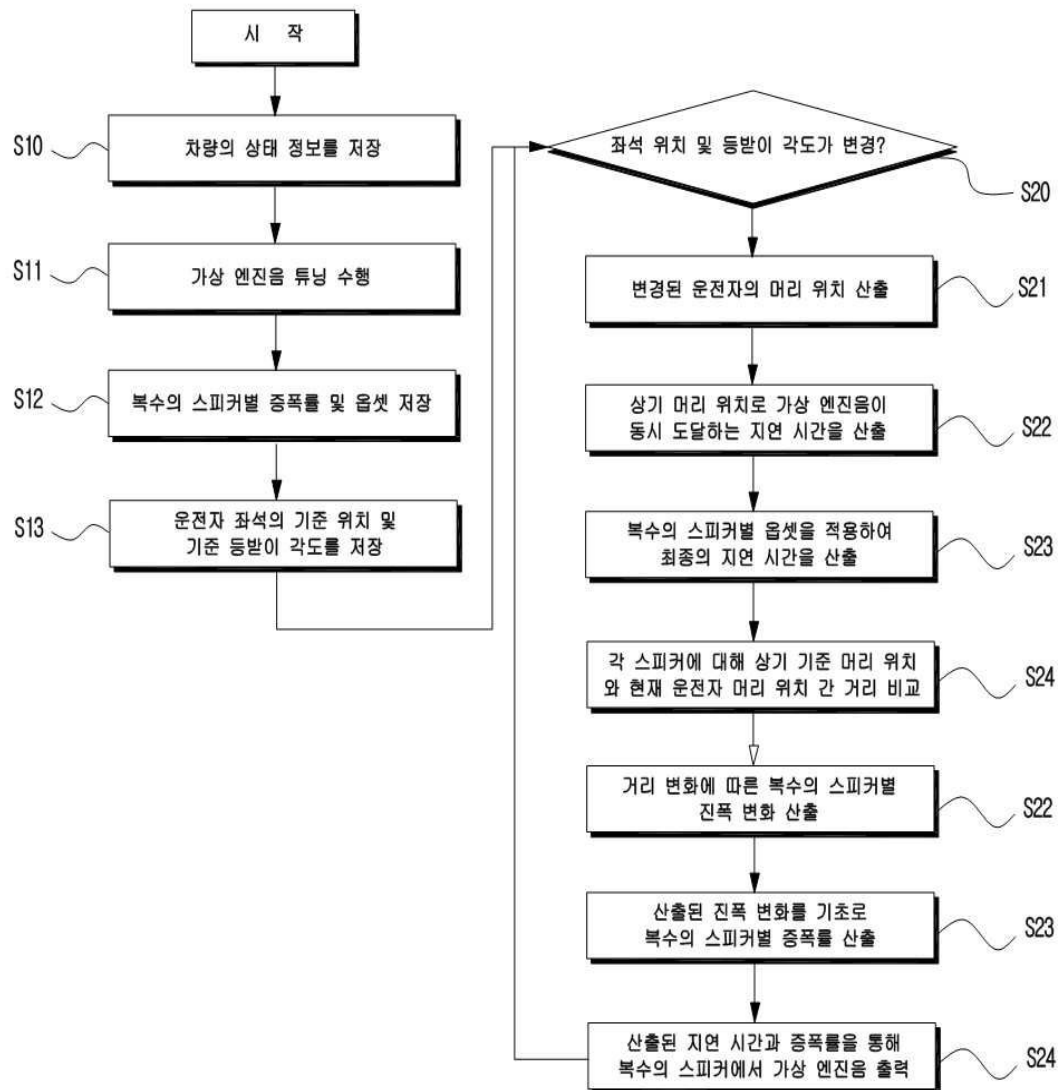 시 작
S10
차량의 상태 정보를 저장
S11
가상 엔진음 튜닝 수행
S12
복수의 스피커별 증폭률 및 옵셋 저장
S13
운전자 좌석의 기준 위치 및
기준 등받이 각도를 저장
좌석 위치 및 등받이 각도가 변경?
S20
변경된 운전자의 머리 위치 산출
S21
상기 머리 위치로 가상 엔진음이
동시 도달하는 지연 시간을 산출
S22
복수의 스피커별 옵셋을 적용하여
최종의 지연 시간을 산출
S23
각 스피커에 대해 상기 기준 머리 위치
와 현재 운전자 머리 위치 간 거리 비교
S24
거리 변화에 따른 복수의 스피커별
진폭 변화 산출
S22
산출된 진폭 변화를 기초로
복수의 스피커별 증폭률 산출
S23
산출된 지연 시간과 증폭률을 통해
복수의 스피커에서 가상 엔진음 출력
S24